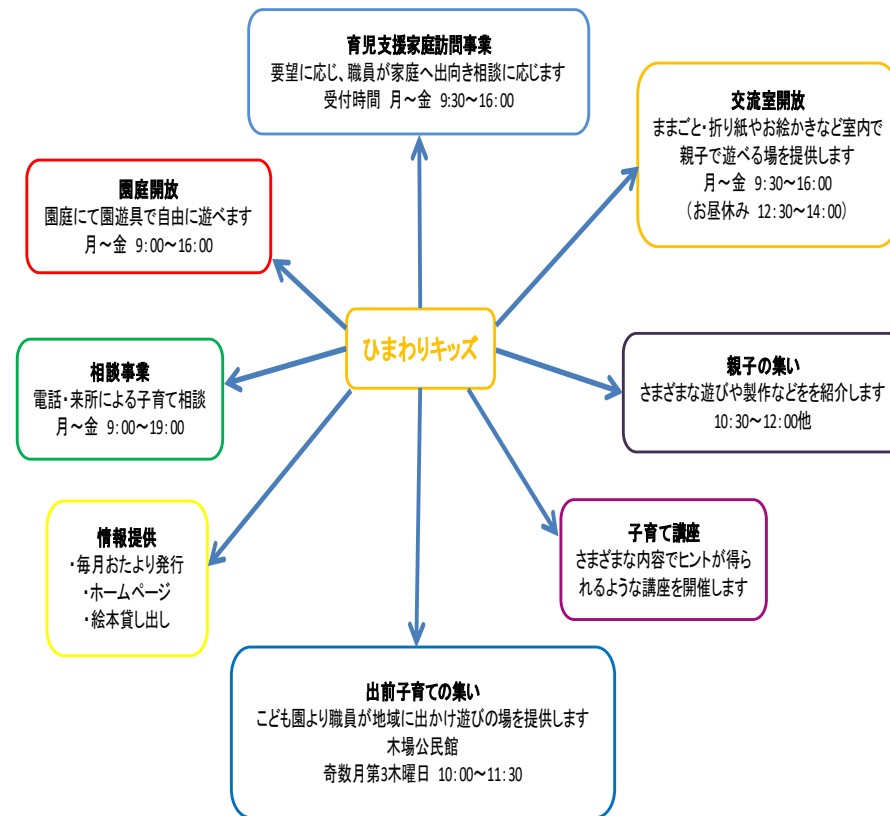 育児支援家庭訪問事業
要望に応じ、職員が家庭へ出向き相談に応じます
受付時間 月～金 9:30～16:00
交流室開放
ままごと・折り紙やお絵かきなど室内で
親子で遊べる場を提供します
月～金 9:30～16:00
(お昼休み 12:30～14:00)
園庭開放
園庭にて園遊具で自由に遊べます
月～金 9:00～16:00
ひまわりキッズ
相談事業
電話・来所による子育て相談
月～金 9:00～19:00
親子の集い
さまざまな遊びや製作などをを紹介します
10:30～12:00他
情報提供
・毎月おたより発行
・ホームページ
・絵本貸し出し
子育て講座
さまざまな内容でヒントが得ら
れるような講座を開催します
出前子育ての集い
こども園より職員が地域に出かけ遊びの場を提供します
木場公民館
奇数月第3木曜日 10:00～11:30